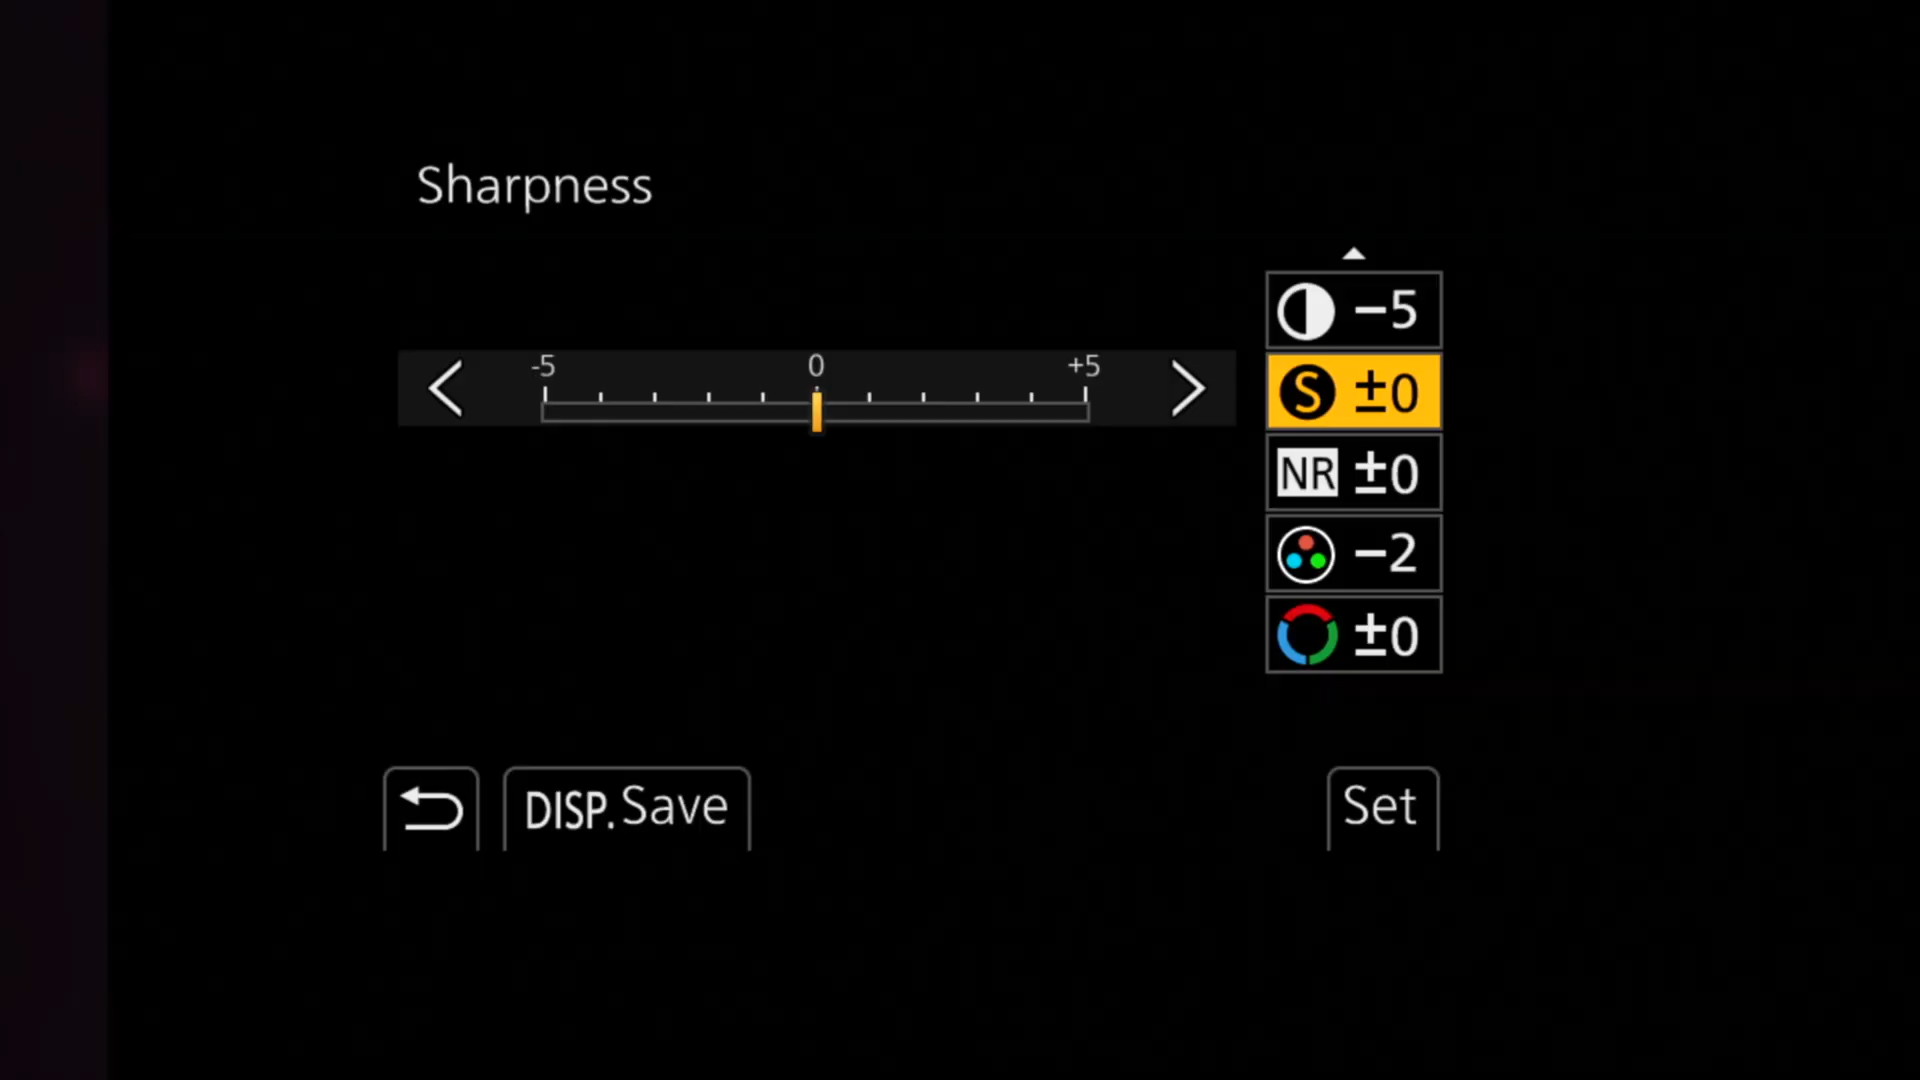 Sharpness
-5 0 +5
−5
S ±0
NR ±0
−2
±0
DISP. Save
Set